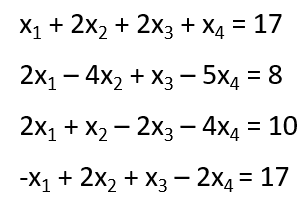 x₁ + 2x₂ + 2x₃ + x₄ = 17
2x₁ – 4x₂ + x₃ – 5x₄ = 8
2x₁ + x₂ – 2x₃ – 4x₄ = 10
-x₁ + 2x₂ + x₃ – 2x₄ = 17